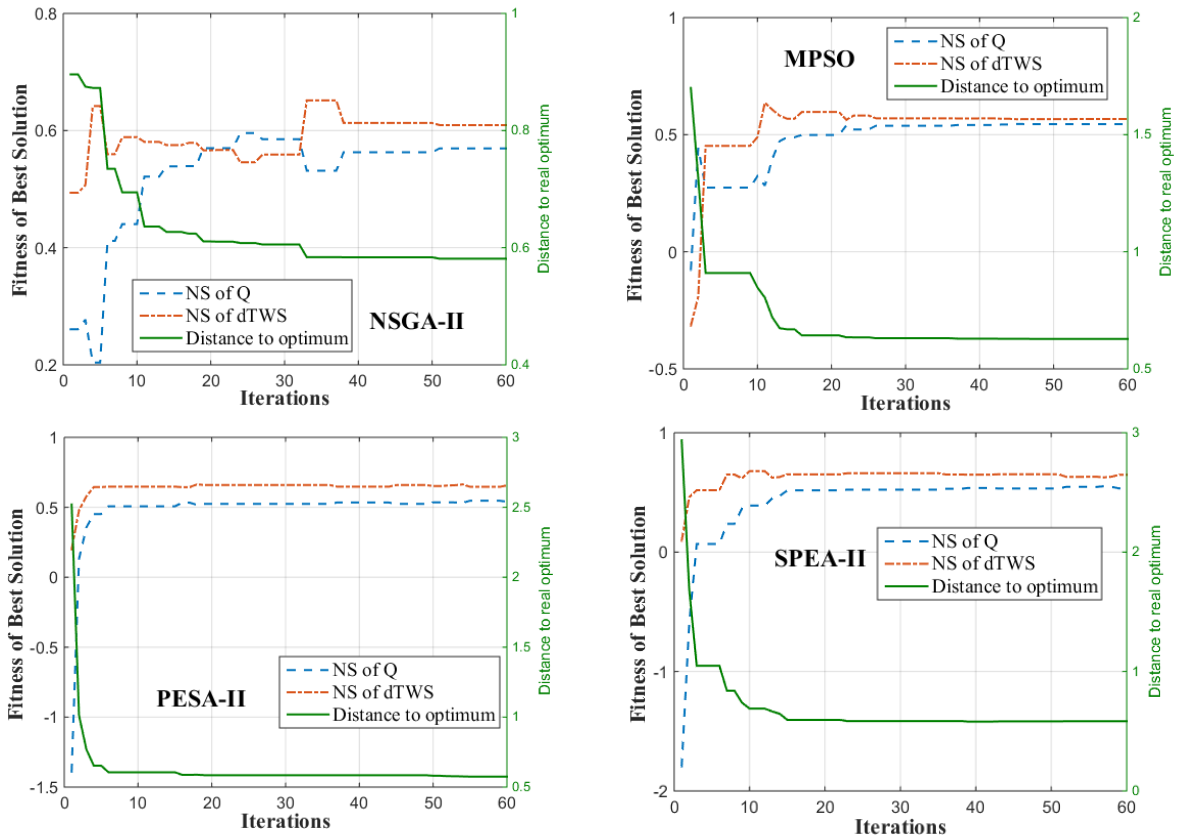 0.8
0.6
0.4
0.2
Fitness of Best Solution
1
0.8
0.6
0.4
Distance to real optimum
NS of Q
NS of dTWS
Distance to optimum
NSGA-II
0 10 20 30 40 50 60
Iterations
1
0.5
0
-0.5
Fitness of Best Solution
2
1.5
1
0.5
Distance to real optimum
NS of Q
NS of dTWS
Distance to optimum
MPSO
0 10 20 30 40 50 60
Iterations
1
0.5
0
-0.5
-1
-1.5
Fitness of Best Solution
3
2.5
2
1.5
1
0.5
Distance to real optimum
NS of Q
NS of dTWS
Distance to optimum
PESA-II
0 10 20 30 40 50 60
Iterations
1
0
-1
-2
Fitness of Best Solution
3
2
1
0
Distance to real optimum
NS of Q
NS of dTWS
Distance to optimum
SPEA-II
0 10 20 30 40 50 60
Iterations